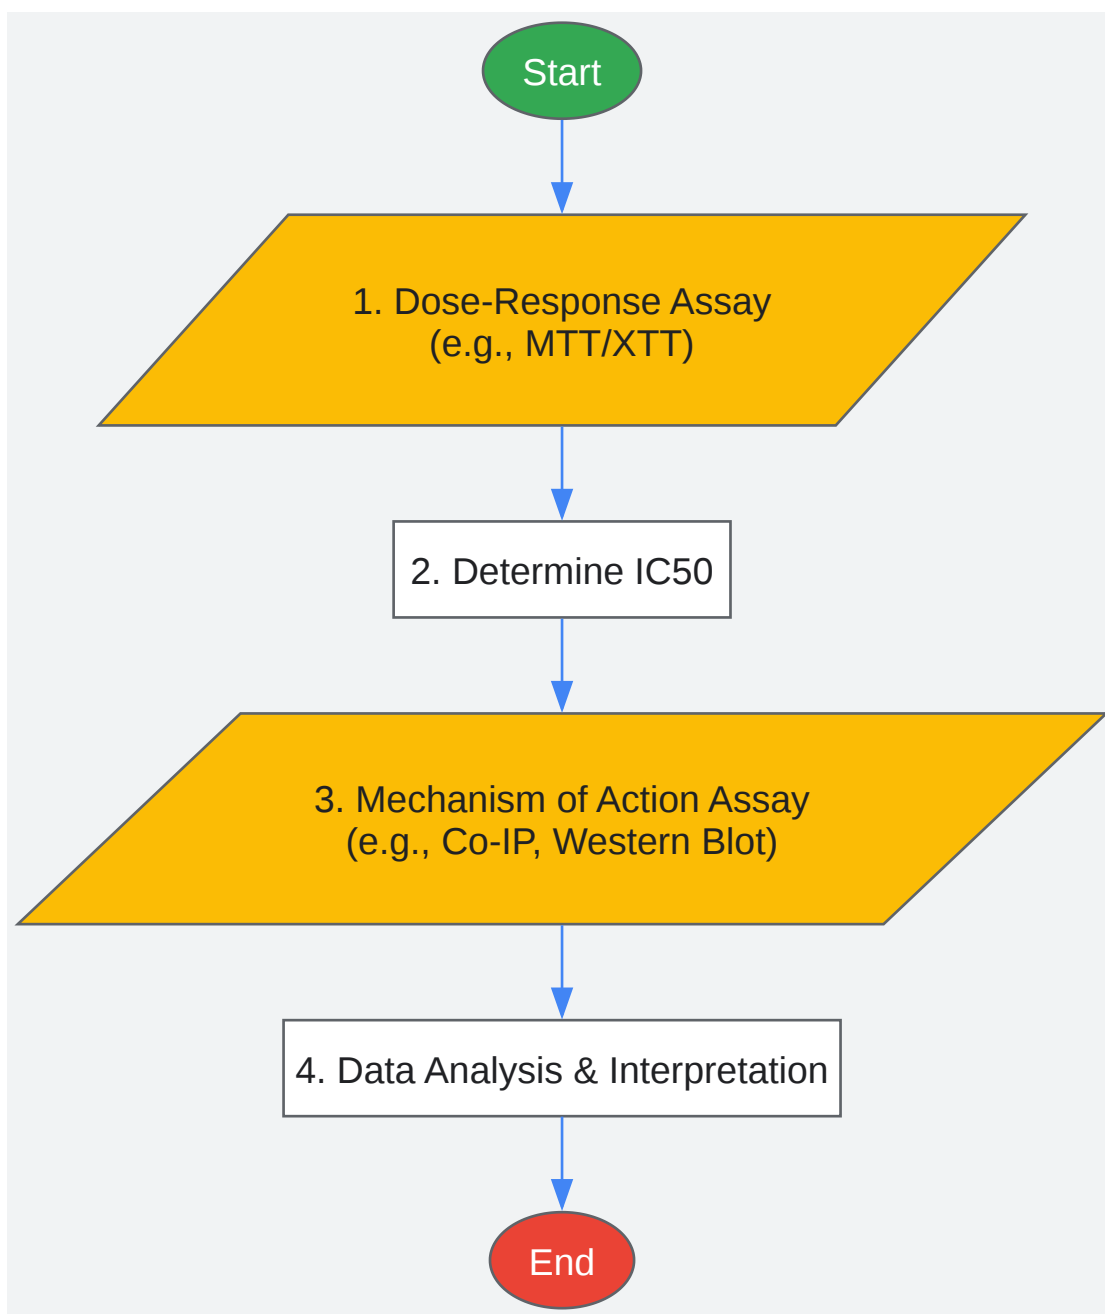 Start
1. Dose-Response Assay
(e.g., MTT/XTT)
2. Determine IC50
3. Mechanism of Action Assay
(e.g., Co-IP, Western Blot)
4. Data Analysis & Interpretation
End